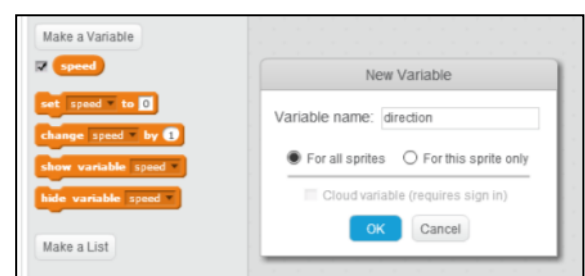 Make a Variable
speed
set speed to 0
change speed by 1
show variable speed
hide variable speed
Make a List
New Variable
Variable name: direction
For all sprites For this sprite only
Cloud variable (requires sign in)
OK Cancel